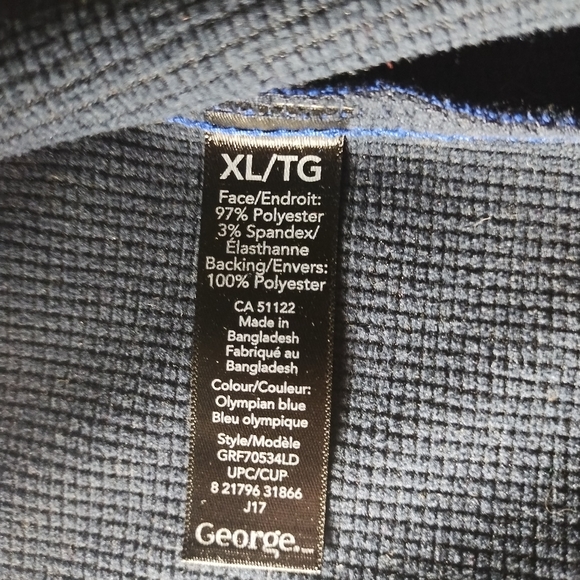 XL/TG
Face/Endroit:
97% Polyester
3% Spandex/
Élasthanne
Backing/Envers:
100% Polyester
CA 51122
Made in
Bangladesh
Fabriqué au
Bangladesh
Colour/Couleur:
Olympian blue
Bleu olympique
Style/Modèle
GRF70534LD
UPC/CUP
8 21796 31866
J17
George.